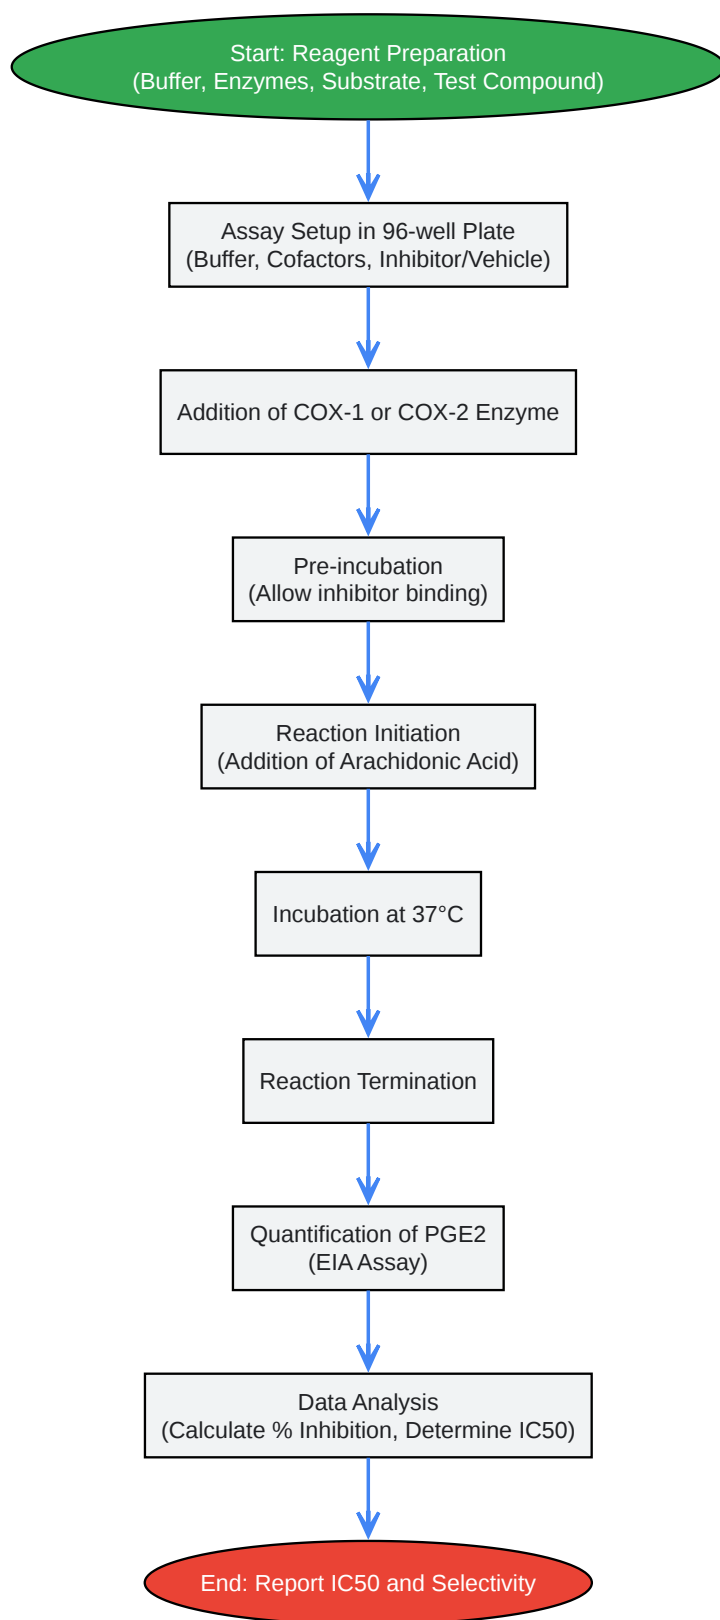 Start: Reagent Preparation
(Buffer, Enzymes, Substrate, Test Compound)
Assay Setup in 96-well Plate
(Buffer, Cofactors, Inhibitor/Vehicle)
Addition of COX-1 or COX-2 Enzyme
Pre-incubation
(Allow inhibitor binding)
Reaction Initiation
(Addition of Arachidonic Acid)
Incubation at 37°C
Reaction Termination
Quantification of PGE2
(EIA Assay)
Data Analysis
(Calculate % Inhibition, Determine IC50)
End: Report IC50 and Selectivity